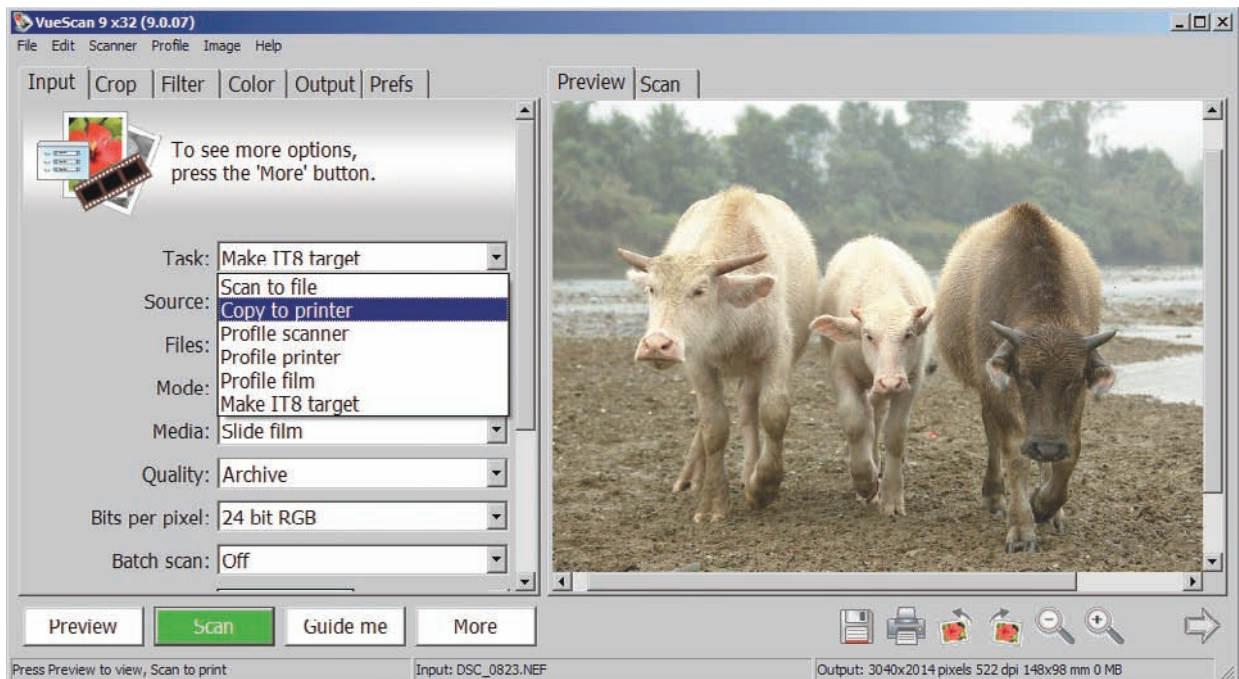 VueScan 9 x32 (9.0.07)
File Edit Scanner Profile Image Help
Input Crop Filter Color Output Prefs
Preview Scan
To see more options,
press the 'More' button.
Task: Make IT8 target
Scan to file
Source:
Copy to printer
Profile scanner
Files:
Profile printer
Profile film
Mode:
Make IT8 target
Media: Slide film
Quality: Archive
Bits per pixel: 24 bit RGB
Batch scan: Off
Preview Scan Guide me More
Press Preview to view, Scan to print Input: DSC_0823.NEF Output: 3040x2014 pixels 522 dpi 148x98 mm 0 MB